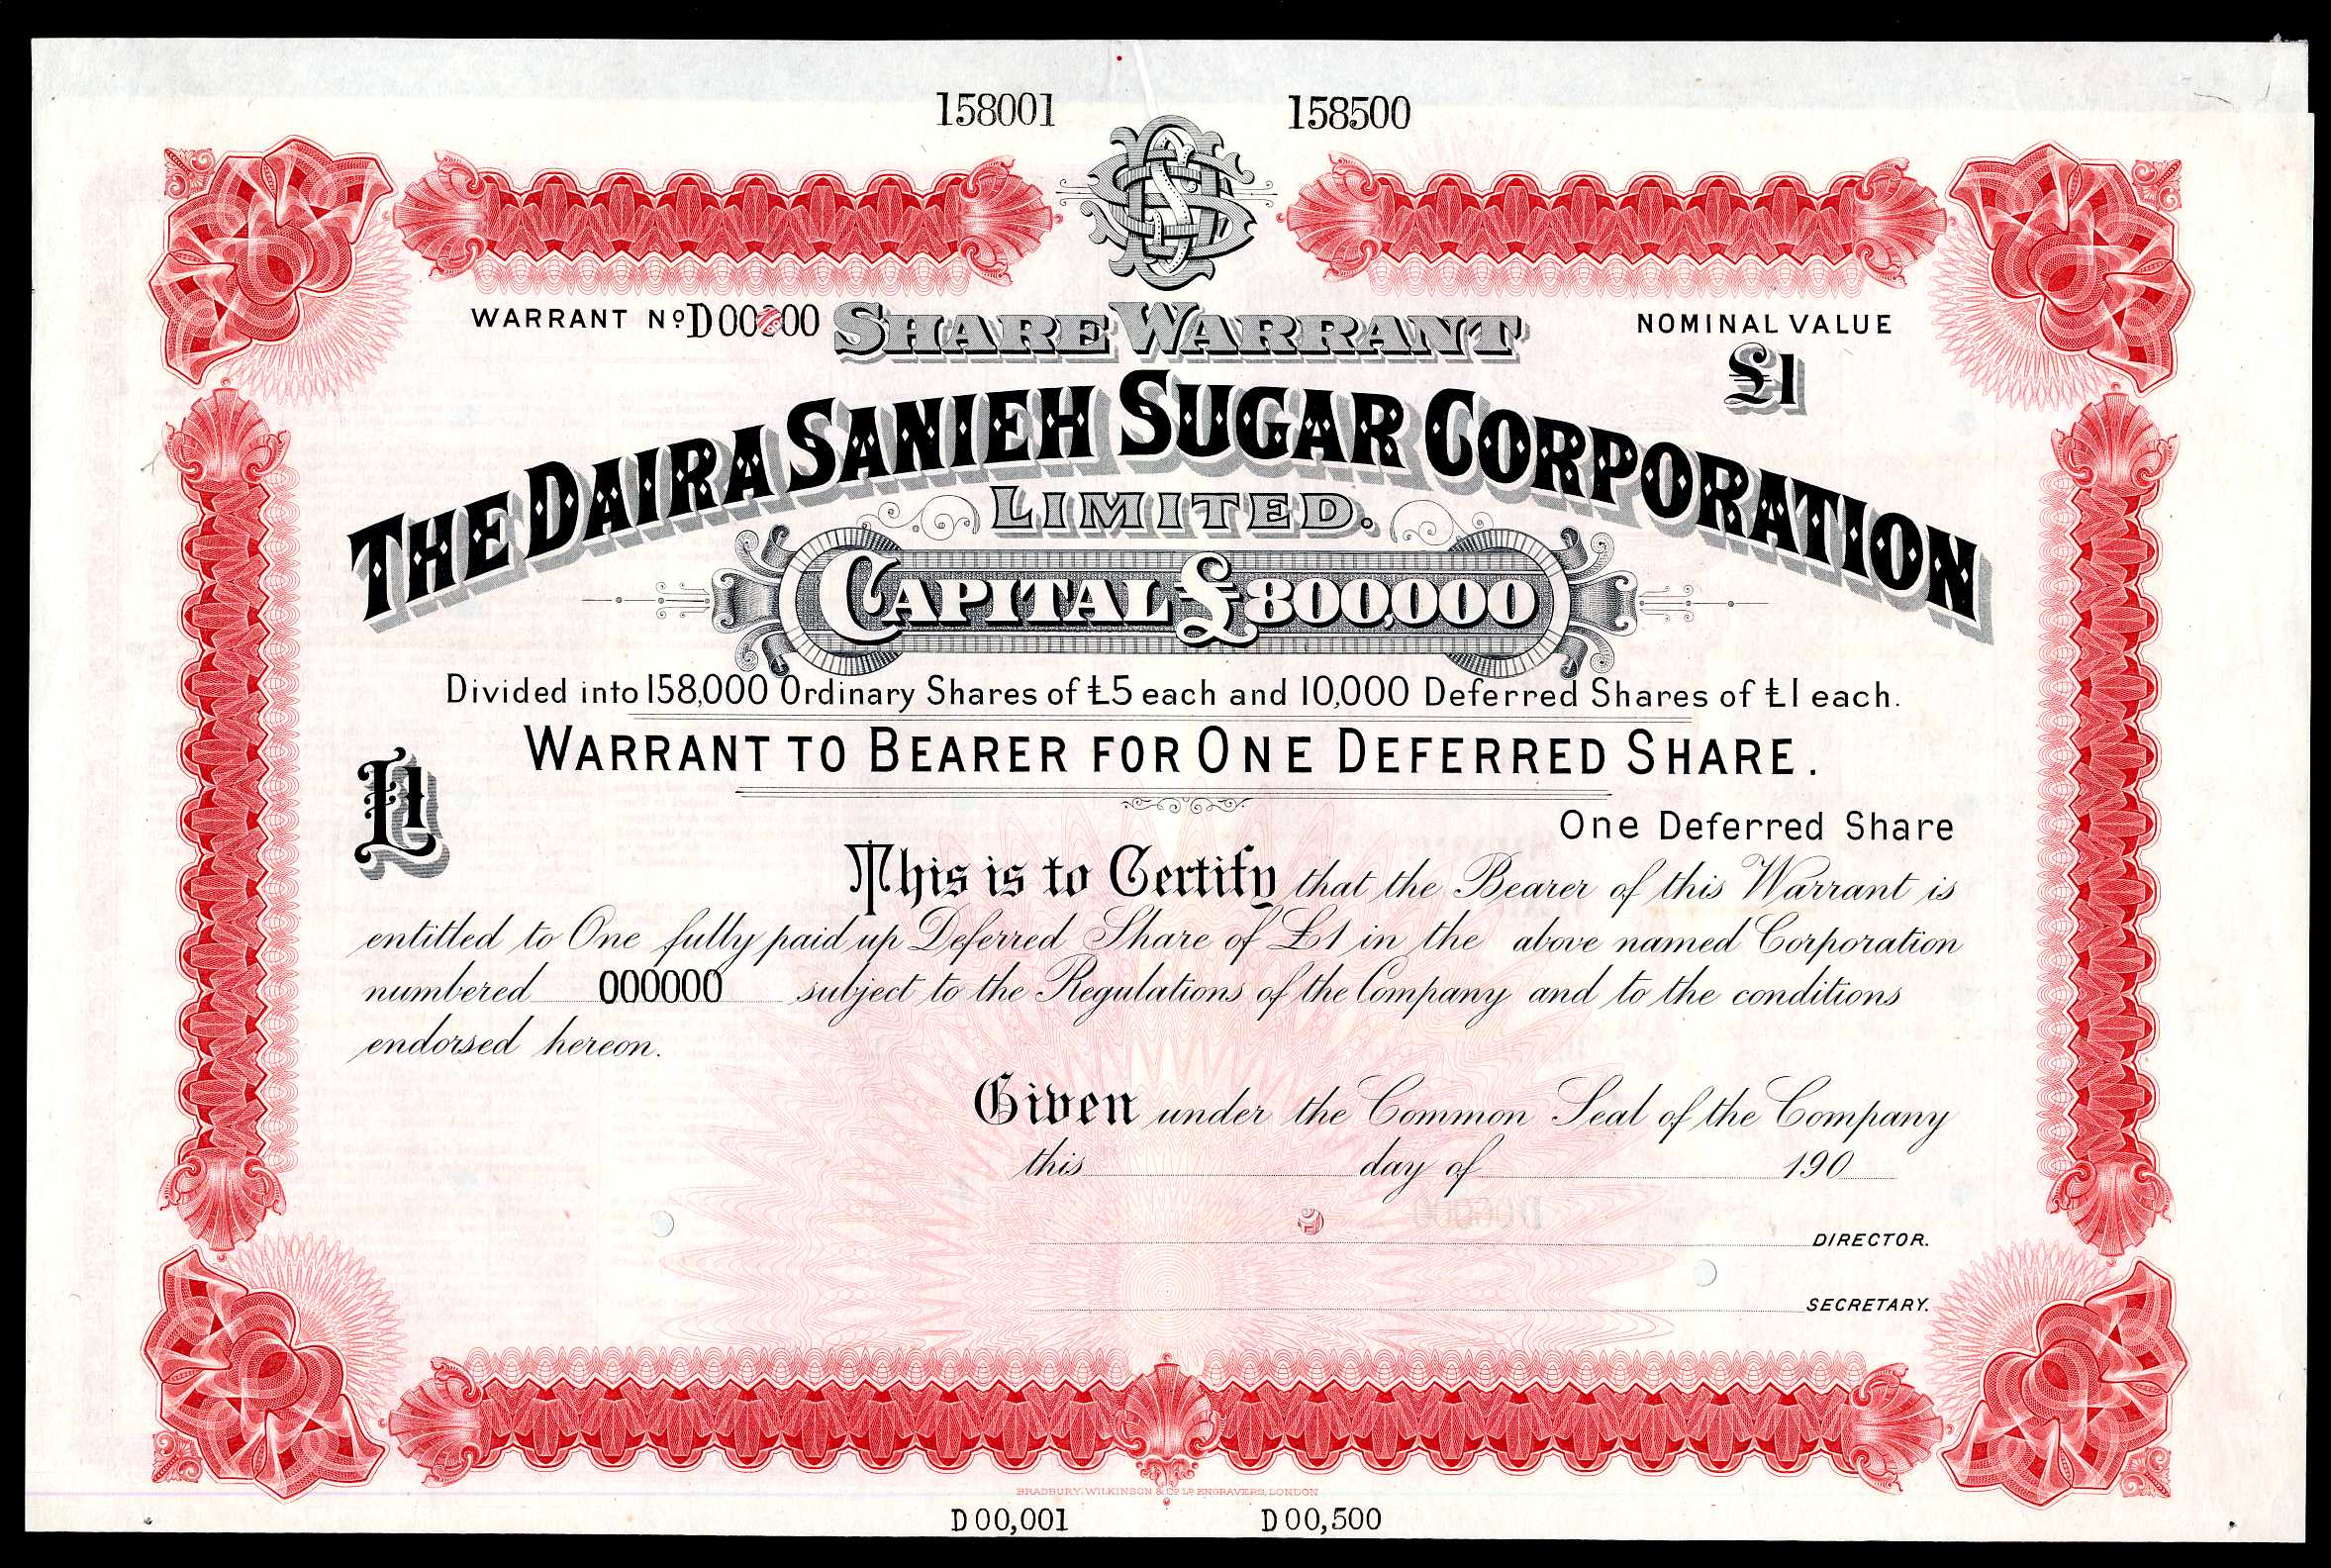 158001 158500
WARRANT Nº D00000 SHARE WARRANT NOMINAL VALUE
£1
THE DAIRA SANIEH SUGAR CORPORATION
LIMITED.
CAPITAL £800,000
Divided into 158,000 Ordinary Shares of £5 each and 10,000 Deferred Shares of £1 each.
WARRANT TO BEARER FOR ONE DEFERRED SHARE.
£1
One Deferred Share
This is to Certify that the Bearer of this Warrant is
entitled to One fully paid up Deferred Share of £1 in the above named Corporation
numbered 000000 subject to the Regulations of the Company and to the conditions
endorsed hereon.
Given under the Common Seal of the Company
this day of 190
DIRECTOR.
SECRETARY.
BRADBURY, WILKINSON & Cº Lᴰ ENGRAVERS, LONDON
D00,001 D00,500